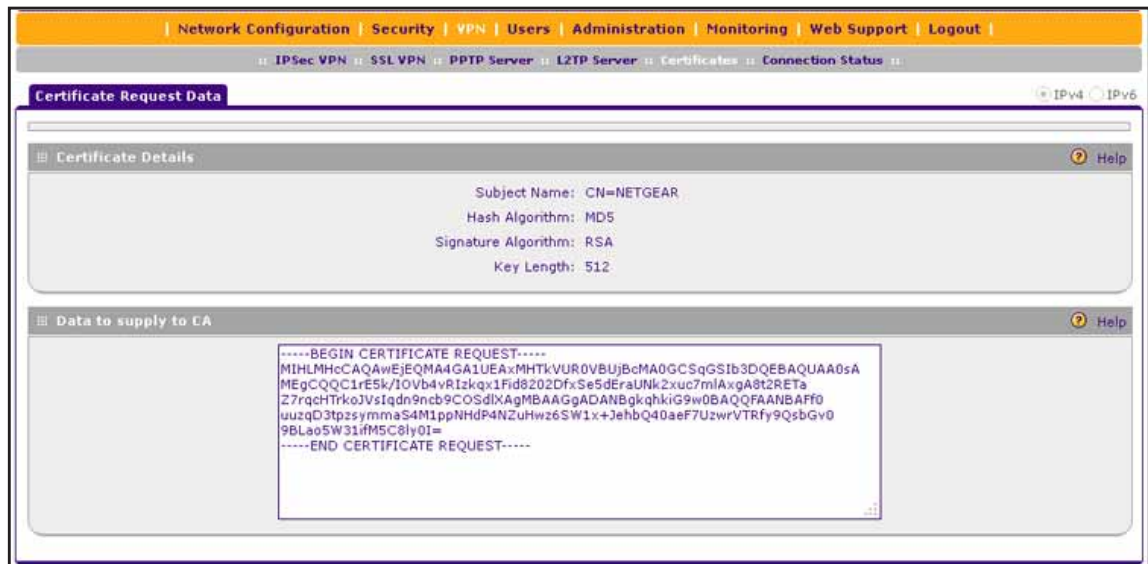 | Network Configuration | Security | VPN | Users | Administration | Monitoring | Web Support | Logout |
:: IPSec VPN :: SSL VPN :: PPTP Server :: L2TP Server :: Certificates :: Connection Status ::
Certificate Request Data
IPv4 IPv6
Certificate Details
Help
Subject Name: CN=NETGEAR
Hash Algorithm: MD5
Signature Algorithm: RSA
Key Length: 512
Data to supply to CA
Help
-----BEGIN CERTIFICATE REQUEST-----
MIHLMHcCAQAwEjEQMA4GA1UEAxMHTkVUR0VBUjBcMA0GCSqGSIb3DQEBAQUAA0sA
MEgCQQC1rE5k/IOVb4vRIzkqx1Fid8202DfxSe5dEraUNk2xuc7mlAxgA8t2RETa
Z7rqcHTrkoJVsIqdn9ncb9COSdlXAgMBAAGgADANBgkqhkiG9w0BAQQFAANBAFf0
uuzqD3tpzsymmaS4M1ppNHdP4NZuHwz6SW1x+JehbQ40aeF7UzwrVTRfy9QsbGv0
9BLao5W31ifM5C8ly0I=
-----END CERTIFICATE REQUEST-----